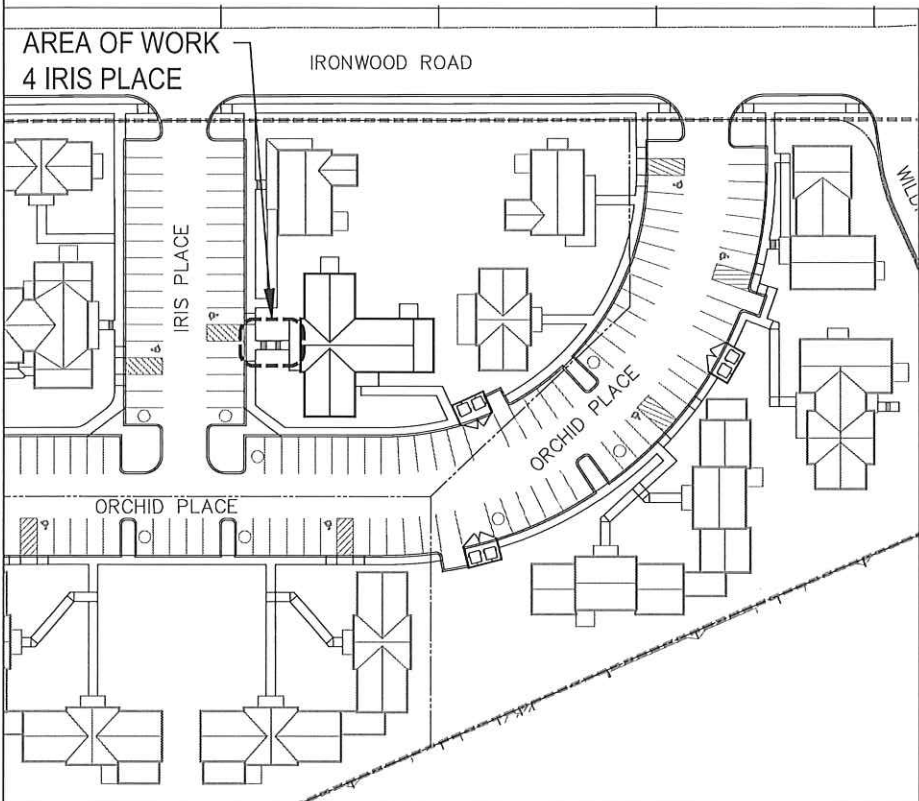 AREA OF WORK
4 IRIS PLACE
IRONWOOD ROAD
IRIS PLACE
ORCHID PLACE
ORCHID PLACE